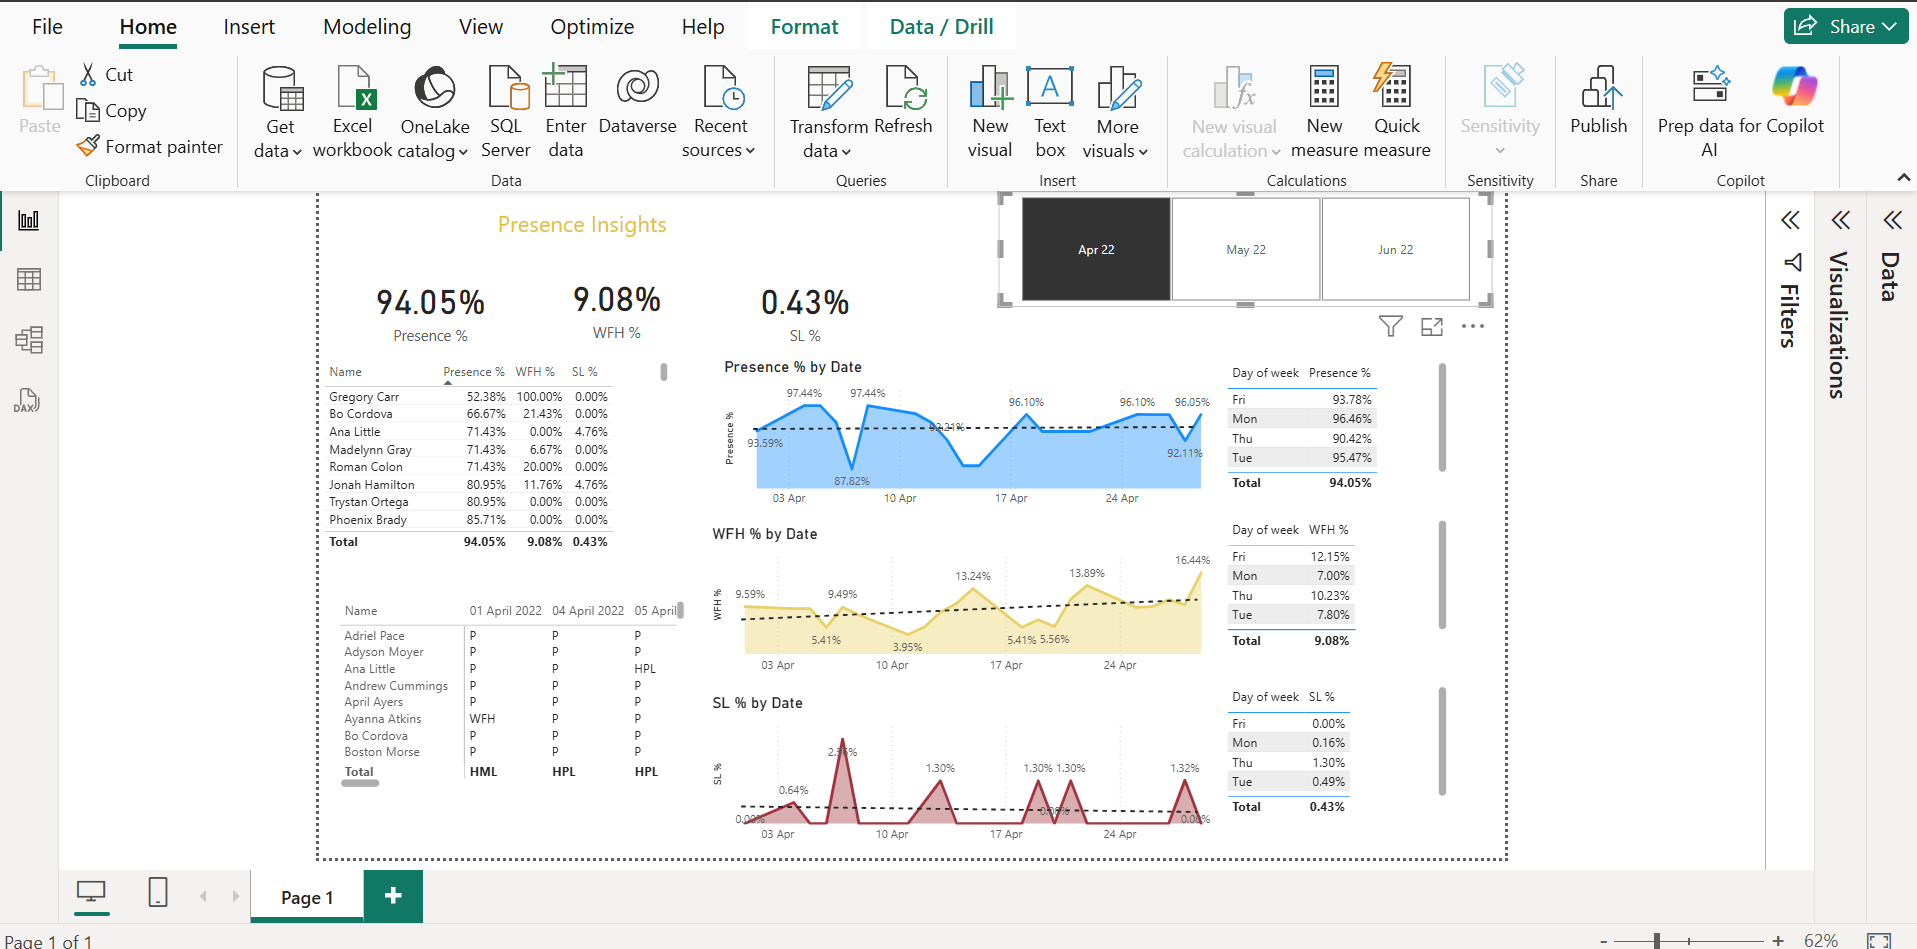 File Home Insert Modeling View Optimize Help Format Data / Drill Share
Paste
Cut
Copy
Format painter
Clipboard
Get data
Excel workbook
OneLake catalog
SQL Server
Enter data
Dataverse
Recent sources
Data
Transform data
Refresh
Queries
New visual
Text box
More visuals
Insert
New visual calculation
New measure
Quick measure
Calculations
Sensitivity
Sensitivity
Publish
Share
Prep data for AI
Copilot
Copilot
DAX
Presence Insights
Apr 22 May 22 Jun 22
94.05% 9.08% 0.43%
Presence % WFH % SL %
Name Presence % WFH % SL %
Gregory Carr 52.38% 100.00% 0.00%
Bo Cordova 66.67% 21.43% 0.00%
Ana Little 71.43% 0.00% 4.76%
Madelynn Gray 71.43% 6.67% 0.00%
Roman Colon 71.43% 20.00% 0.00%
Jonah Hamilton 80.95% 11.76% 4.76%
Trystan Ortega 80.95% 0.00% 0.00%
Phoenix Brady 85.71% 0.00% 0.00%
Total 94.05% 9.08% 0.43%
Name 01 April 2022 04 April 2022 05 April
Adriel Pace P P P
Adyson Moyer P P P
Ana Little P P HPL
Andrew Cummings P P P
April Ayers P P P
Ayanna Atkins WFH P P
Bo Cordova P P P
Boston Morse P P P
Total HML HPL HPL
Presence % by Date
Presence %
97.44% 97.44% 96.10% 96.10% 96.05%
93.59% 92.21%
87.82% 92.11%
03 Apr 10 Apr 17 Apr 24 Apr
Day of week Presence %
Fri 93.78%
Mon 96.46%
Thu 90.42%
Tue 95.47%
Total 94.05%
WFH % by Date
WFH %
9.59% 9.49% 13.24% 13.89% 16.44%
5.41% 3.95% 5.41% 5.56%
03 Apr 10 Apr 17 Apr 24 Apr
Day of week WFH %
Fri 12.15%
Mon 7.00%
Thu 10.23%
Tue 7.80%
Total 9.08%
SL % by Date
SL %
0.64% 1.30% 1.30% 1.30% 1.32%
0.00% 0.00% 0.00%
03 Apr 10 Apr 17 Apr 24 Apr
Day of week SL %
Fri 0.00%
Mon 0.16%
Thu 1.30%
Tue 0.49%
Total 0.43%
Filters
Visualizations
Data
Page 1
Page 1 of 1
62%